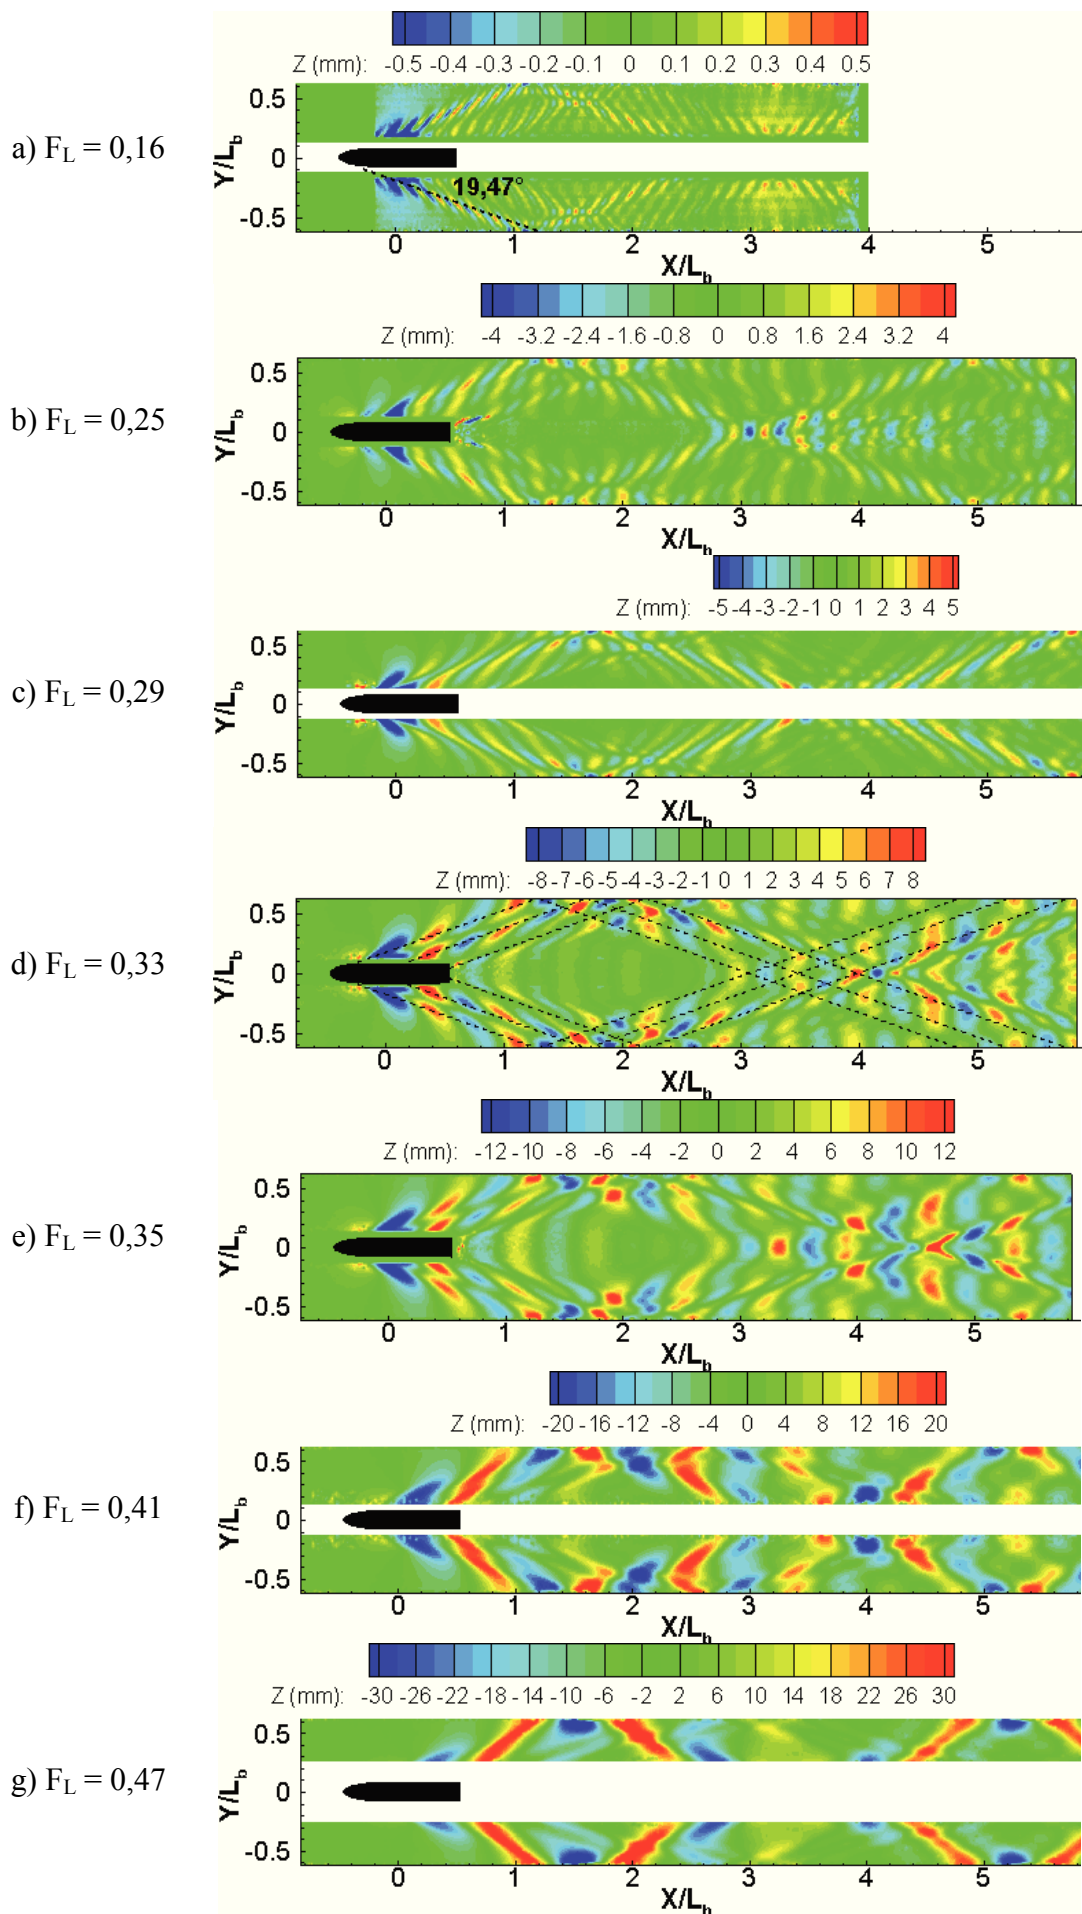 Z (mm): -0.5 -0.4 -0.3 -0.2 -0.1 0 0.1 0.2 0.3 0.4 0.5
a) F_L = 0,16
Y/L_b
0.5
0
-0.5
19,47°
0 1 2 3 4 5
X/L_b
Z (mm): -4 -3.2 -2.4 -1.6 -0.8 0 0.8 1.6 2.4 3.2 4
b) F_L = 0,25
Y/L_b
0.5
0
-0.5
0 1 2 3 4 5
X/L_b
Z (mm): -5 -4 -3 -2 -1 0 1 2 3 4 5
c) F_L = 0,29
Y/L_b
0.5
0
-0.5
0 1 2 3 4 5
X/L_b
Z (mm): -8 -7 -6 -5 -4 -3 -2 -1 0 1 2 3 4 5 6 7 8
d) F_L = 0,33
Y/L_b
0.5
0
-0.5
0 1 2 3 4 5
X/L_b
Z (mm): -12 -10 -8 -6 -4 -2 0 2 4 6 8 10 12
e) F_L = 0,35
Y/L_b
0.5
0
-0.5
0 1 2 3 4 5
X/L_b
Z (mm): -20 -16 -12 -8 -4 0 4 8 12 16 20
f) F_L = 0,41
Y/L_b
0.5
0
-0.5
0 1 2 3 4 5
X/L_b
Z (mm): -30 -26 -22 -18 -14 -10 -6 -2 2 6 10 14 18 22 26 30
g) F_L = 0,47
Y/L_b
0.5
0
-0.5
0 1 2 3 4 5
X/L_b